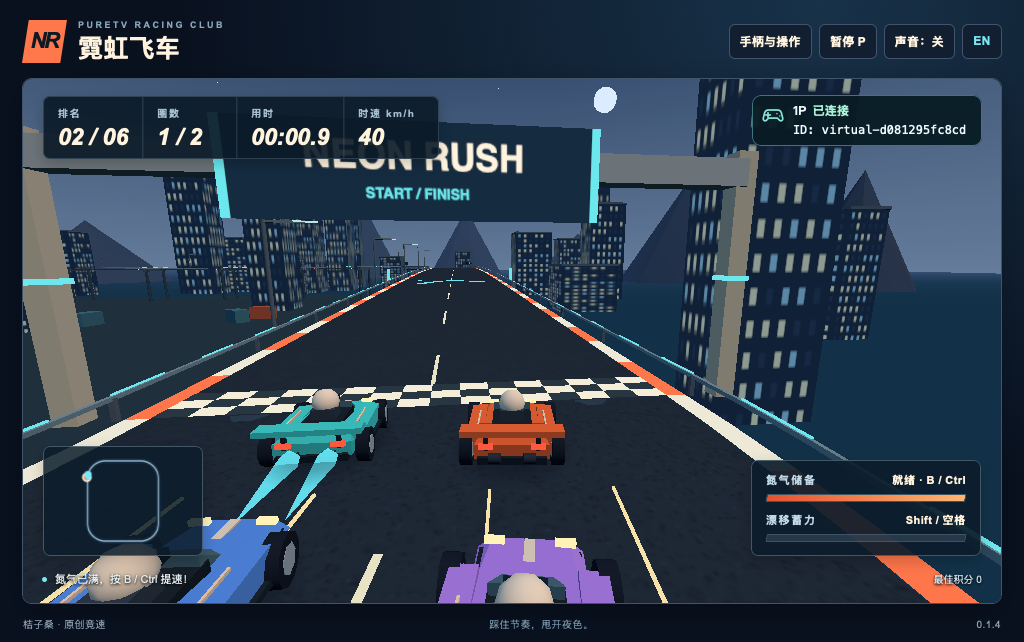 NR
PURETV RACING CLUB
霓虹飞车
手柄与操作
暂停 P
声音：关
EN
排名
02 / 06
圈数
1 / 2
用时
00:00.9
时速 km/h
40
1P 已连接
ID: virtual-d081295fc8cd
NEON RUSH
START / FINISH
氮气储备
就绪 · B / Ctrl
漂移蓄力
Shift / 空格
氮气已满，按 B / Ctrl 提速！
最佳积分 0
桔子桑 · 原创竞速
踩住节奏，甩开夜色。
0.1.4